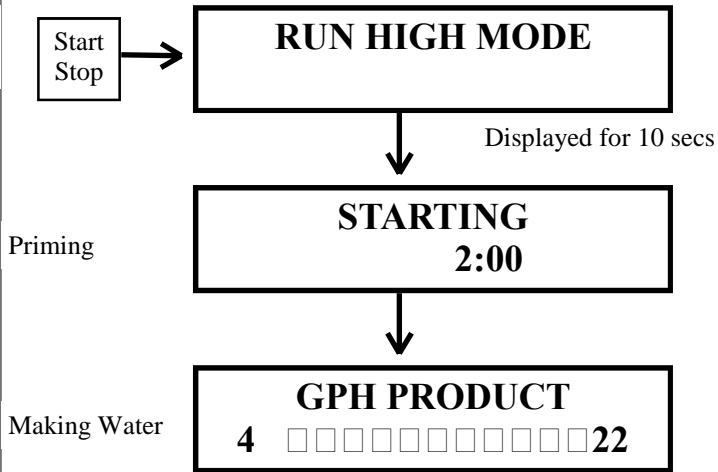 Start
Stop
RUN HIGH MODE
Displayed for 10 secs
STARTING
Priming
2:00
GPH PRODUCT
Making Water
4 □□□□□□□□□□□22